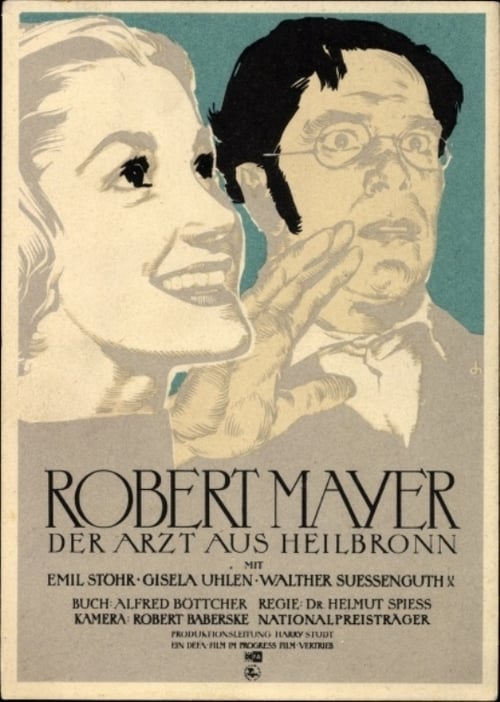 ROBERT MAYER
DER ARZT AUS HEILBRONN
MIT
EMIL STÖHR · GISELA UHLEN · WALTHER SUESSENGUTH
BUCH: ALFRED BÖTTCHER REGIE: DR HELMUT SPIESS
KAMERA: ROBERT BABERSKE NATIONALPREISTRÄGER
PRODUKTIONSLEITUNG HARRY STUDT
EIN DEFA-FILM IM PROGRESS FILM-VERTRIEB